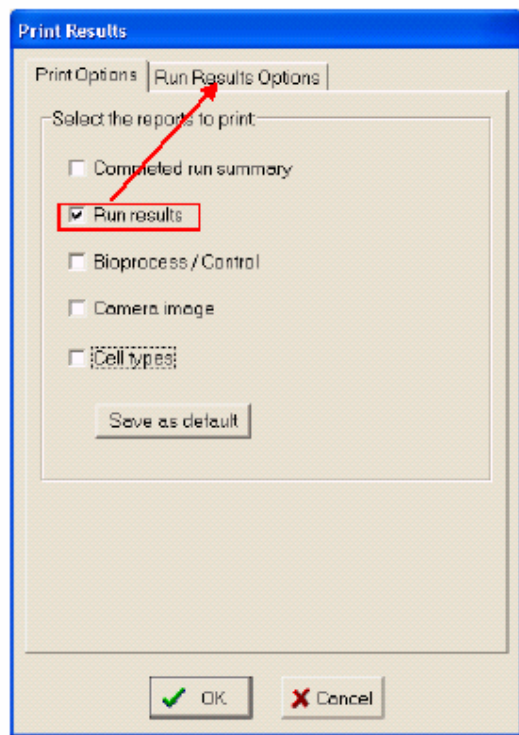 Print Results
Print Options Run Results Options
Select the reports to print:
Completed run summary
Run results
Bioprocess / Control
Camera image
Cell types
Save as default
OK Cancel